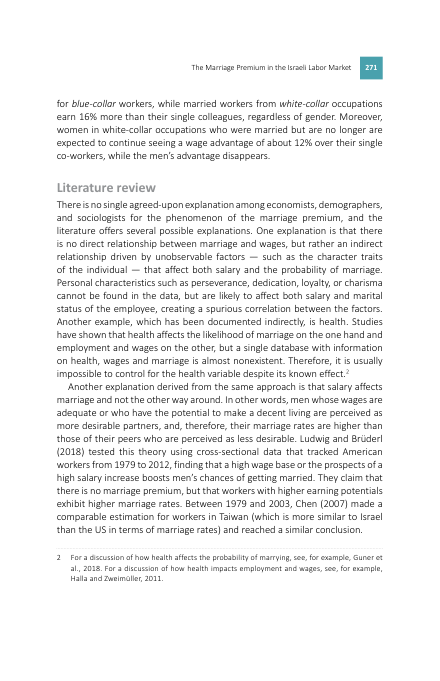 The Marriage Premium in the Israeli Labor Market 271
for blue-collar workers, while married workers from white-collar occupations
earn 16% more than their single colleagues, regardless of gender. Moreover,
women in white-collar occupations who were married but are no longer are
expected to continue seeing a wage advantage of about 12% over their single
co-workers, while the men's advantage disappears.
Literature review
There is no single agreed-upon explanation among economists, demographers,
and sociologists for the phenomenon of the marriage premium, and the
literature offers several possible explanations. One explanation is that there
is no direct relationship between marriage and wages, but rather an indirect
relationship driven by unobservable factors — such as the character traits
of the individual — that affect both salary and the probability of marriage.
Personal characteristics such as perseverance, dedication, loyalty, or charisma
cannot be found in the data, but are likely to affect both salary and marital
status of the employee, creating a spurious correlation between the factors.
Another example, which has been documented indirectly, is health. Studies
have shown that health affects the likelihood of marriage on the one hand and
employment and wages on the other, but a single database with information
on health, wages and marriage is almost nonexistent. Therefore, it is usually
impossible to control for the health variable despite its known effect.2
Another explanation derived from the same approach is that salary affects
marriage and not the other way around. In other words, men whose wages are
adequate or who have the potential to make a decent living are perceived as
more desirable partners, and, therefore, their marriage rates are higher than
those of their peers who are perceived as less desirable. Ludwig and Brüderl
(2018) tested this theory using cross-sectional data that tracked American
workers from 1979 to 2012, finding that a high wage base or the prospects of a
high salary increase boosts men's chances of getting married. They claim that
there is no marriage premium, but that workers with higher earning potentials
exhibit higher marriage rates. Between 1979 and 2003, Chen (2007) made a
comparable estimation for workers in Taiwan (which is more similar to Israel
than the US in terms of marriage rates) and reached a similar conclusion.
2 For a discussion of how health affects the probability of marrying, see, for example, Guner et
al., 2018. For a discussion of how health impacts employment and wages, see, for example,
Halla and Zweimüller, 2011.